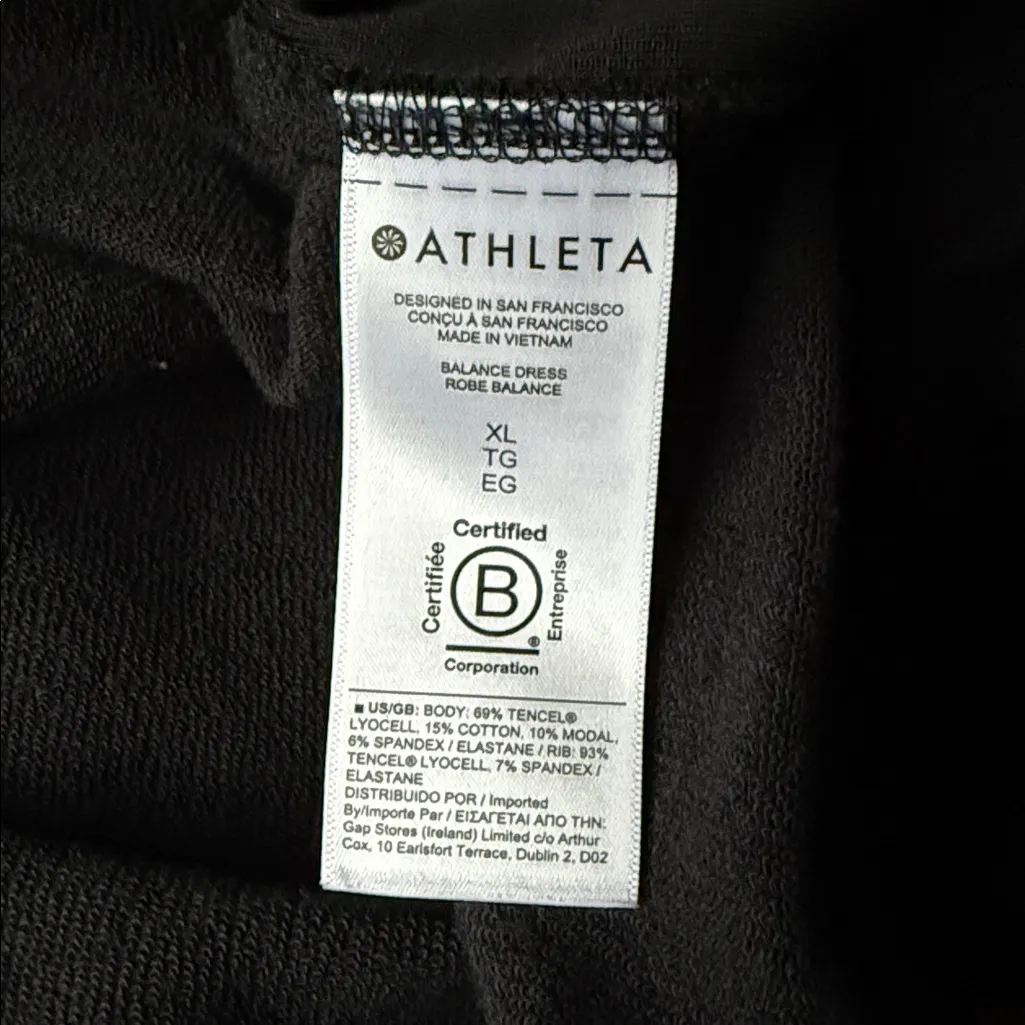 ATHLETA
DESIGNED IN SAN FRANCISCO
CONÇU À SAN FRANCISCO
MADE IN VIETNAM
BALANCE DRESS
ROBE BALANCE
XL
TG
EG
Certified
Certifiée
B
Entreprise
®
Corporation
■ US/GB: BODY: 69% TENCEL®
LYOCELL, 15% COTTON, 10% MODAL,
6% SPANDEX / ELASTANE / RIB: 93%
TENCEL® LYOCELL, 7% SPANDEX /
ELASTANE
DISTRIBUIDO POR / Imported
By/Importe Par / ΕΙΣΑΓΕΤΑΙ ΑΠΟ ΤΗΝ:
Gap Stores (Ireland) Limited c/o Arthur
Cox, 10 Earlsfort Terrace, Dublin 2, D02